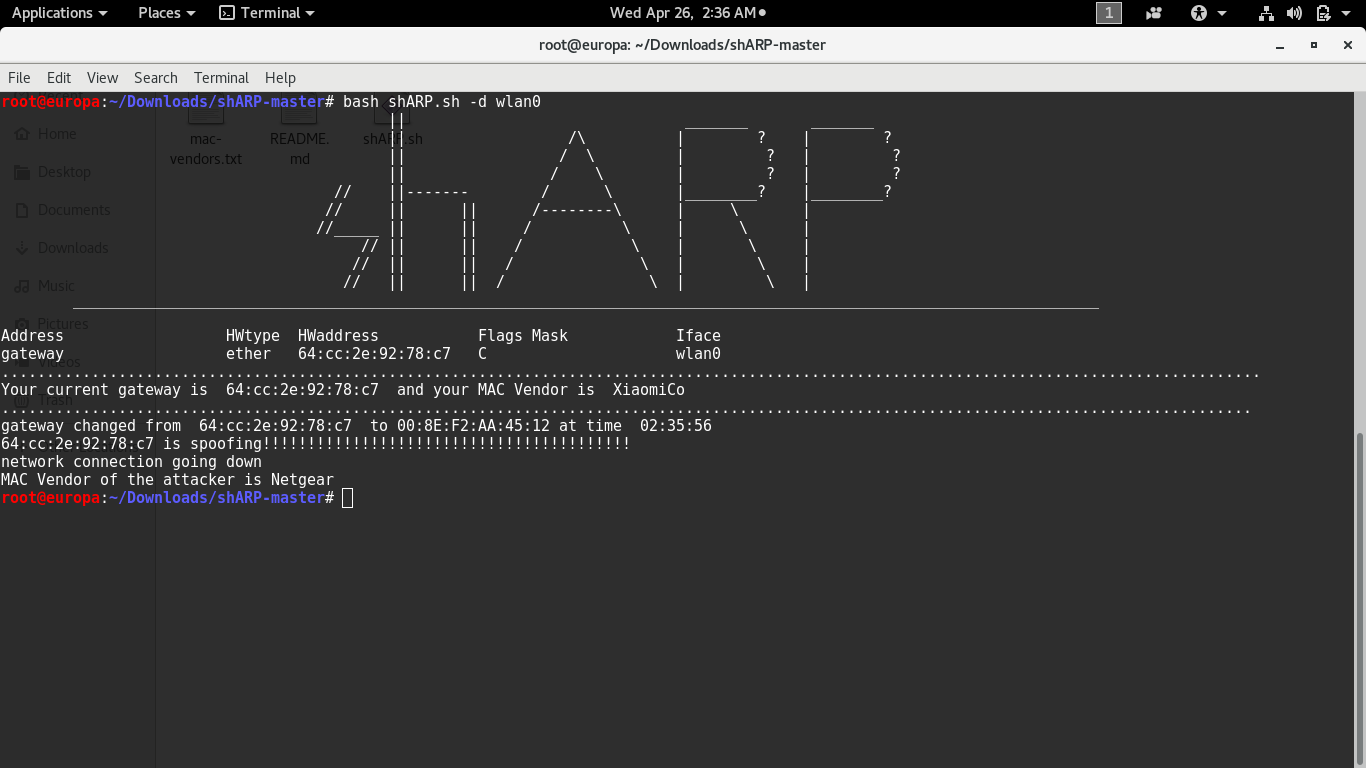 Applications Places Terminal Wed Apr 26, 2:36 AM 1
root@europa: ~/Downloads/shARP-master
File Edit View Search Terminal Help
root@europa:~/Downloads/shARP-master# bash shARP.sh -d wlan0
Home
Desktop
Documents
Downloads
Music
Pictures
Videos
Trash
mac-
vendors.txt
README.
md
shARP.sh
shARP
Address HWtype HWaddress Flags Mask Iface
gateway ether 64:cc:2e:92:78:c7 C wlan0
............................................................................................................................................
Your current gateway is 64:cc:2e:92:78:c7 and your MAC Vendor is XiaomiCo
...........................................................................................................................................
gateway changed from 64:cc:2e:92:78:c7 to 00:8E:F2:AA:45:12 at time 02:35:56
64:cc:2e:92:78:c7 is spoofing!!!!!!!!!!!!!!!!!!!!!!!!!!!!!!!!!!!!!!!!!
network connection going down
MAC Vendor of the attacker is Netgear
root@europa:~/Downloads/shARP-master#